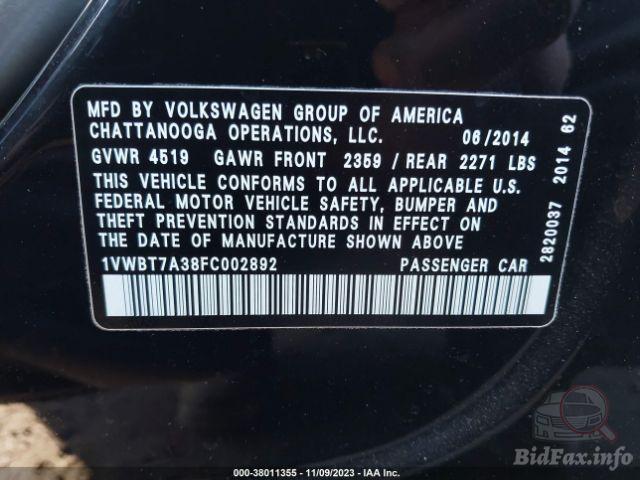 MFD BY VOLKSWAGEN GROUP OF AMERICA
CHATTANOOGA OPERATIONS, LLC. 06/2014
GVWR 4519 GAWR FRONT 2359 / REAR 2271 LBS
THIS VEHICLE CONFORMS TO ALL APPLICABLE U.S.
FEDERAL MOTOR VEHICLE SAFETY, BUMPER AND
THEFT PREVENTION STANDARDS IN EFFECT ON
THE DATE OF MANUFACTURE SHOWN ABOVE
1VWBT7A38FC002892 PASSENGER CAR
2820037 2014 62
BidFax.info
000-38011355 - 11/09/2023 - IAA Inc.